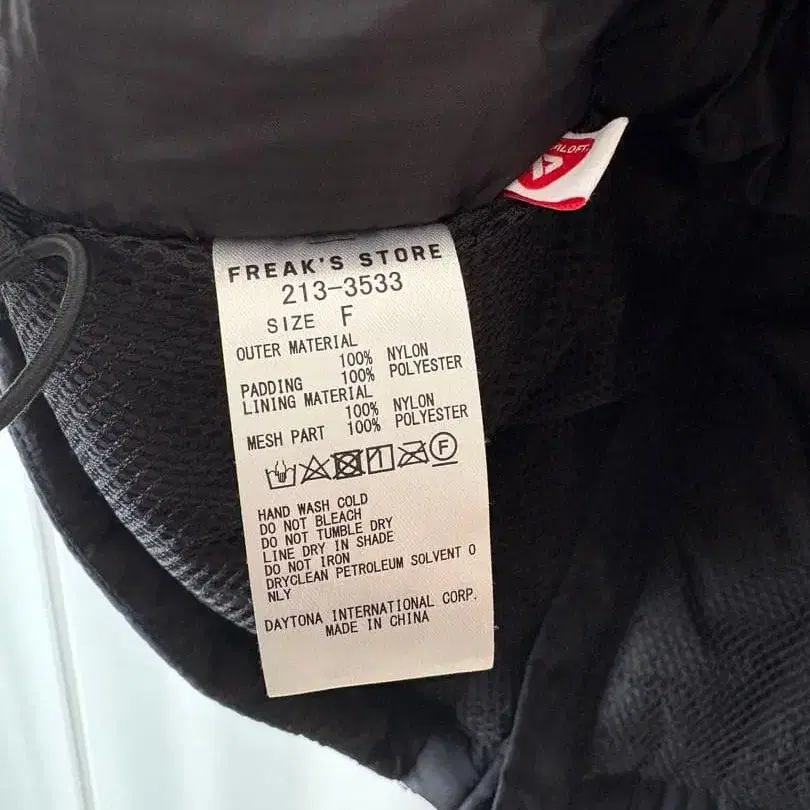 FREAK'S STORE
213-3533
SIZE F
OUTER MATERIAL
100% NYLON
PADDING 100% POLYESTER
LINING MATERIAL
100% NYLON
MESH PART 100% POLYESTER
F
HAND WASH COLD
DO NOT BLEACH
DO NOT TUMBLE DRY
LINE DRY IN SHADE
DO NOT IRON
DRYCLEAN PETROLEUM SOLVENT O
NLY
DAYTONA INTERNATIONAL CORP.
MADE IN CHINA